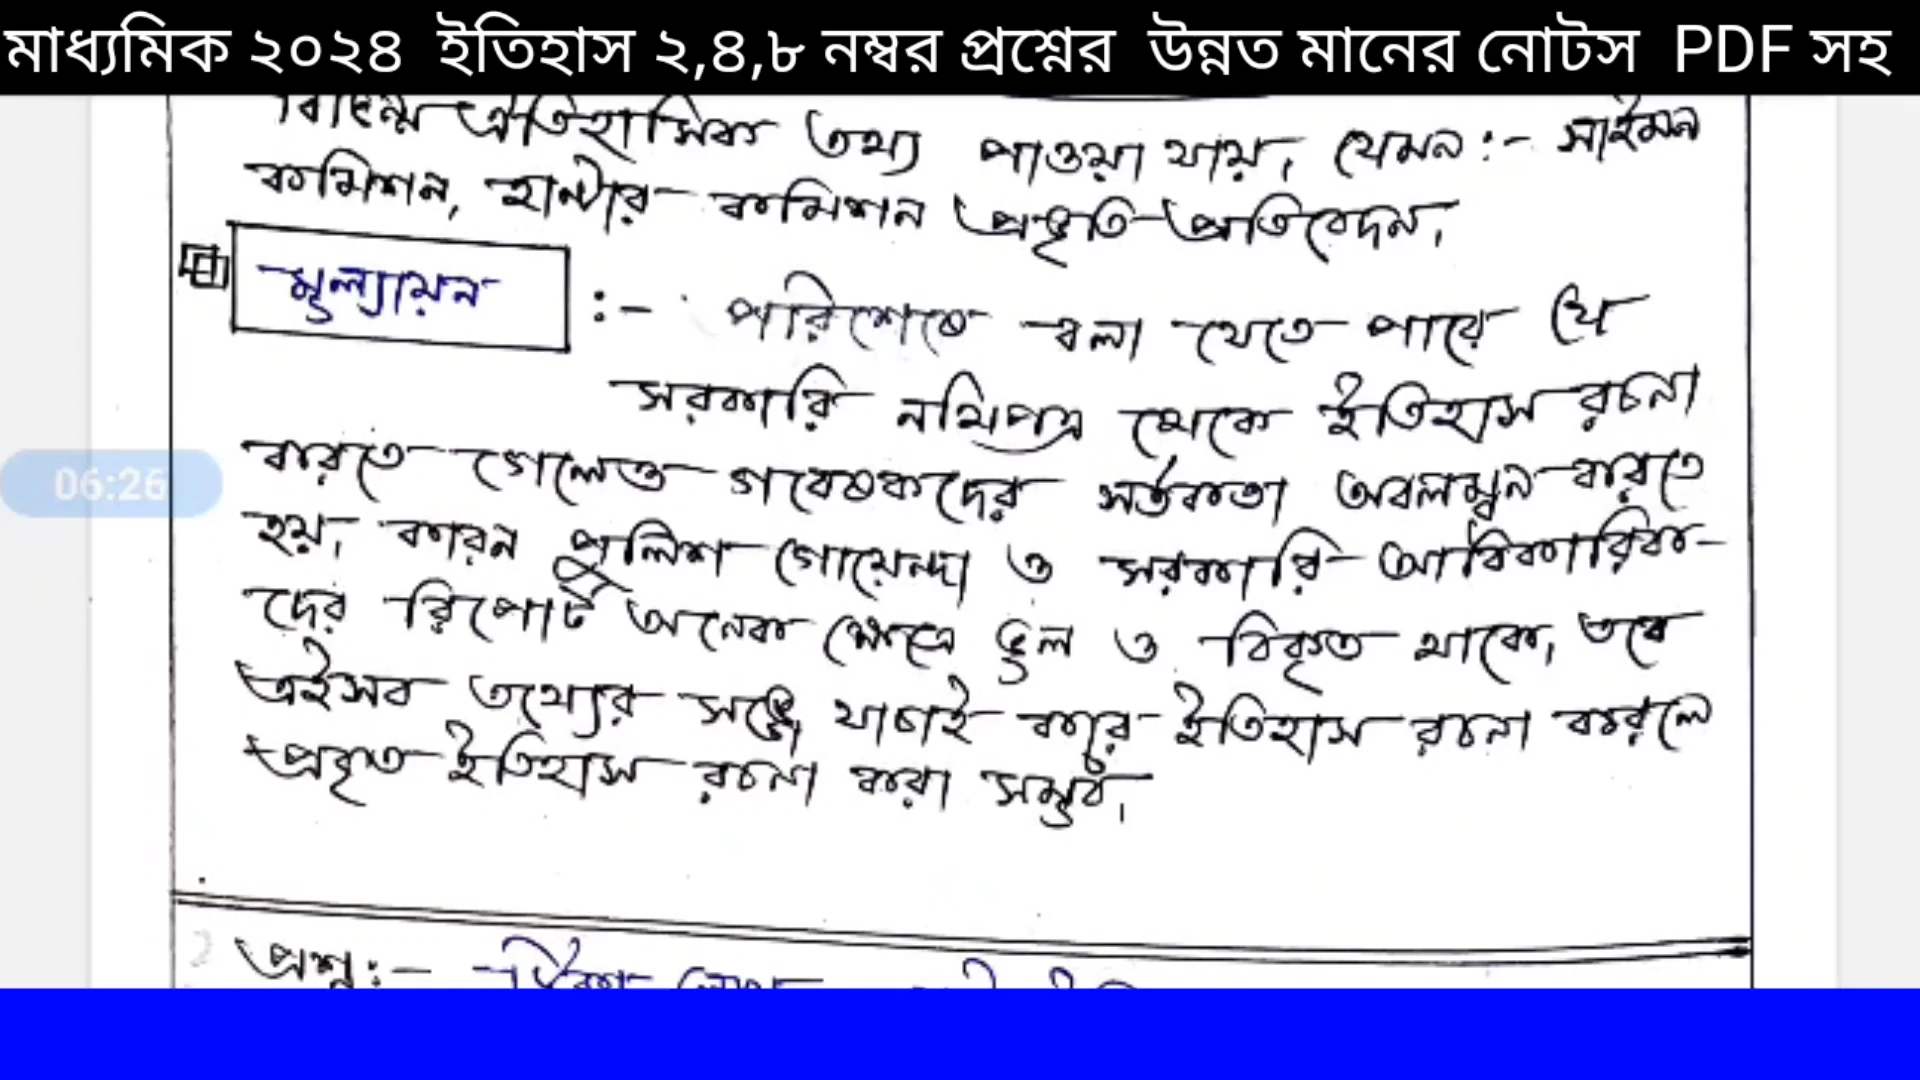 মাধ্যমিক ২০২৪ ইতিহাস ২,৪,৮ নম্বর প্রশ্নের উন্নত মানের নোটস PDF সহ
ঐতিহাসিক তথ্য পাওয়া যায়। যেমন:- সাইমন
কমিশন, হান্টার কমিশন প্রভৃতি প্রতিবেদন।
মূল্যায়ন :- পরিশেষে বলা যেতে পারে যে
সরকারি নথিপত্র থেকে ইতিহাস রচনা
করতে গেলেও গবেষকদের সর্তকতা অবলম্বন করতে
হয়। কারন পুলিশ গোয়েন্দা ও সরকারি আধিকারিক-
দের রিপোর্ট অনেক ক্ষেত্রে ভুল ও বিকৃত থাকে। তবে
এইসব তথ্যের সঙ্গে যাচাই করে ইতিহাস রচনা করলে
প্রকৃত ইতিহাস রচনা করা সম্ভব।
06:26
প্রশ্ন:-